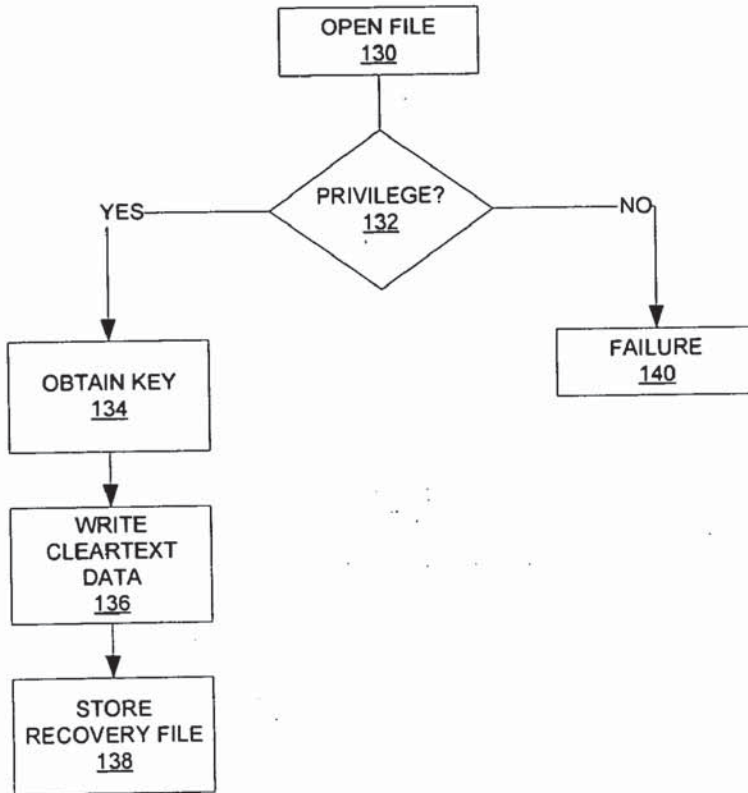 OPEN FILE
130
PRIVILEGE?
132
YES
NO
OBTAIN KEY
134
FAILURE
140
WRITE
CLEARTEXT
DATA
136
STORE
RECOVERY FILE
138